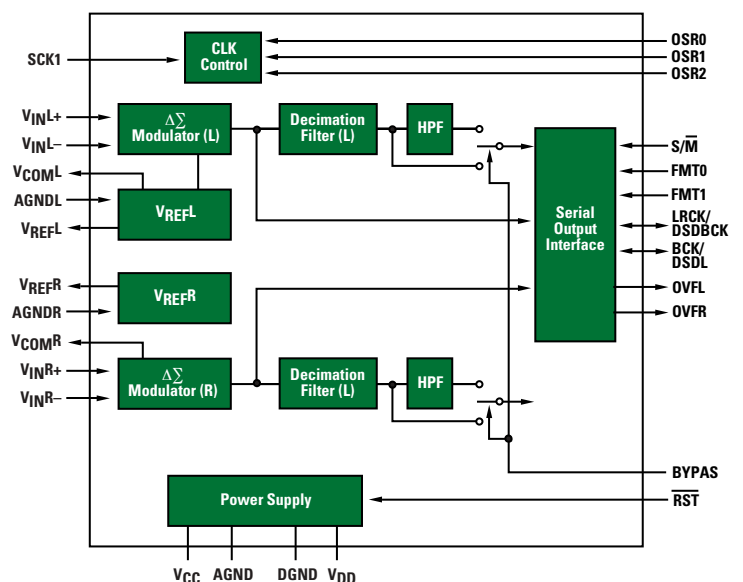 OSR0
CLK
Control
OSR1
SCK1
OSR2
VINL+
ΔΣ
Modulator (L)
Decimation
Filter (L)
HPF
VINL–
S/M̅
VCOML
FMT0
AGNDL
VREFL
FMT1
VREFL
Serial
Output
Interface
LRCK/
DSDBCK
BCK/
DSDL
VREFR
VREFR
OVFL
AGNDR
OVFR
VCOMR
VINR+
ΔΣ
Modulator (R)
Decimation
Filter (L)
HPF
VINR–
BYPAS
Power Supply
R̅S̅T̅
VCC
AGND
DGND
VDD